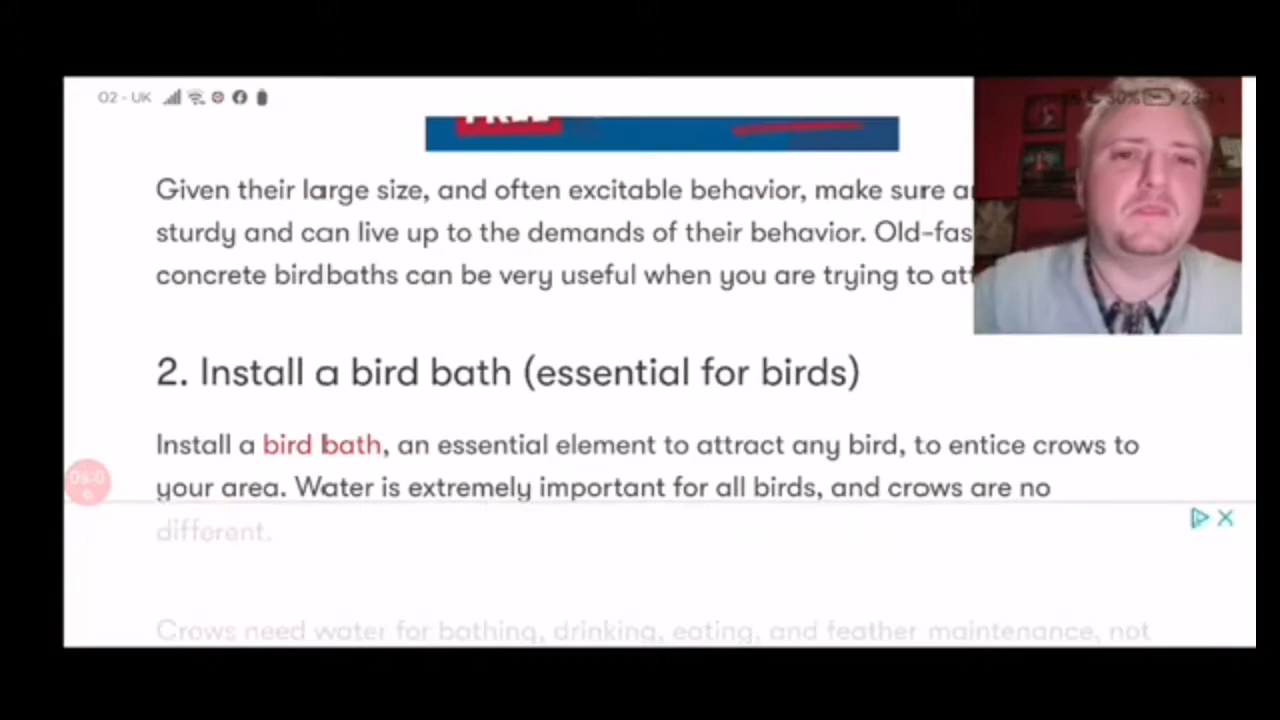 O2 - UK
30%
FREE
Given their large size, and often excitable behavior, make sure
sturdy and can live up to the demands of their behavior. Old-fas
concrete birdbaths can be very useful when you are trying to att
2. Install a bird bath (essential for birds)
Install a bird bath, an essential element to attract any bird, to entice crows to
your area. Water is extremely important for all birds, and crows are no
different.
Crows need water for bathing, drinking, eating, and feather maintenance, not